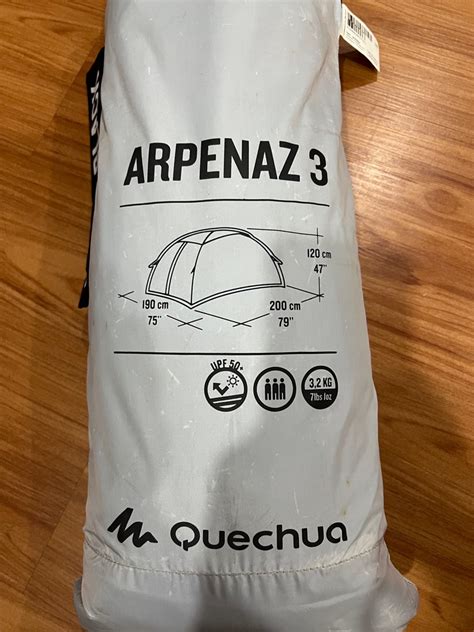 ARPENAZ 3
120 cm
47"
190 cm
75"
200 cm
79"
UPF 50+
3,2 KG
7lbs 1oz
Quechua